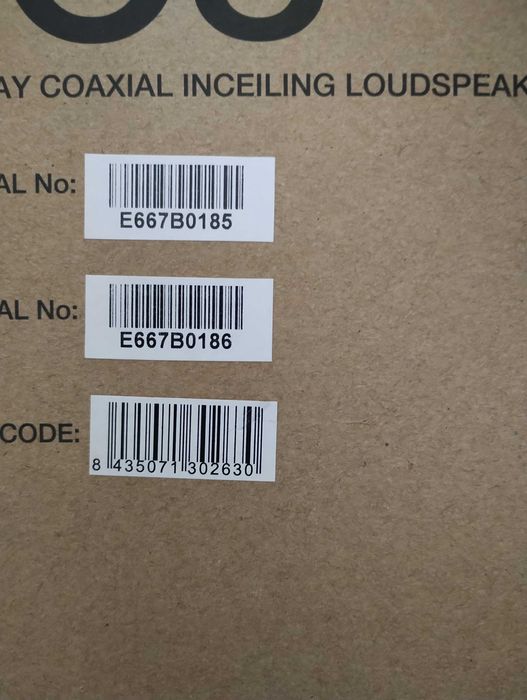 AY COAXIAL INCEILING LOUDSPEAK
AL No:
E667B0185
AL No:
E667B0186
CODE:
8 435071 302630